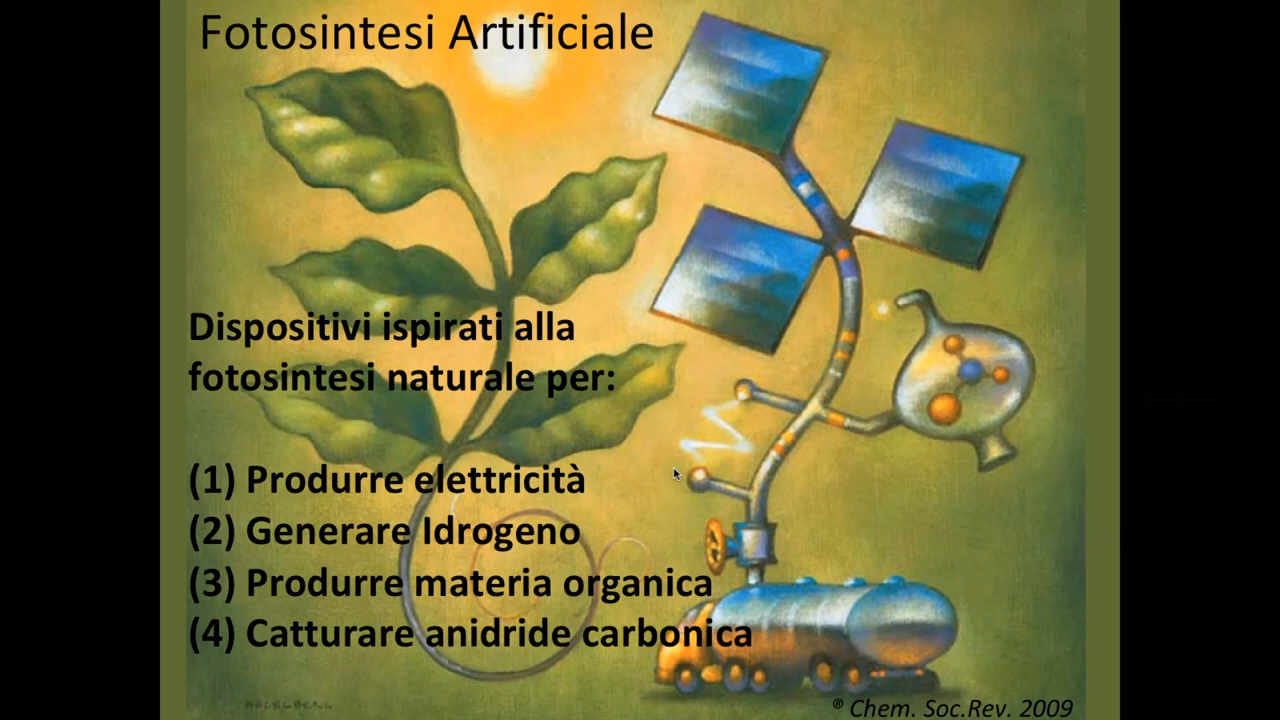 Fotosintesi Artificiale
Dispositivi ispirati alla
fotosintesi naturale per:
(1) Produrre elettricità
(2) Generare Idrogeno
(3) Produrre materia organica
(4) Catturare anidride carbonica
® Chem. Soc.Rev. 2009